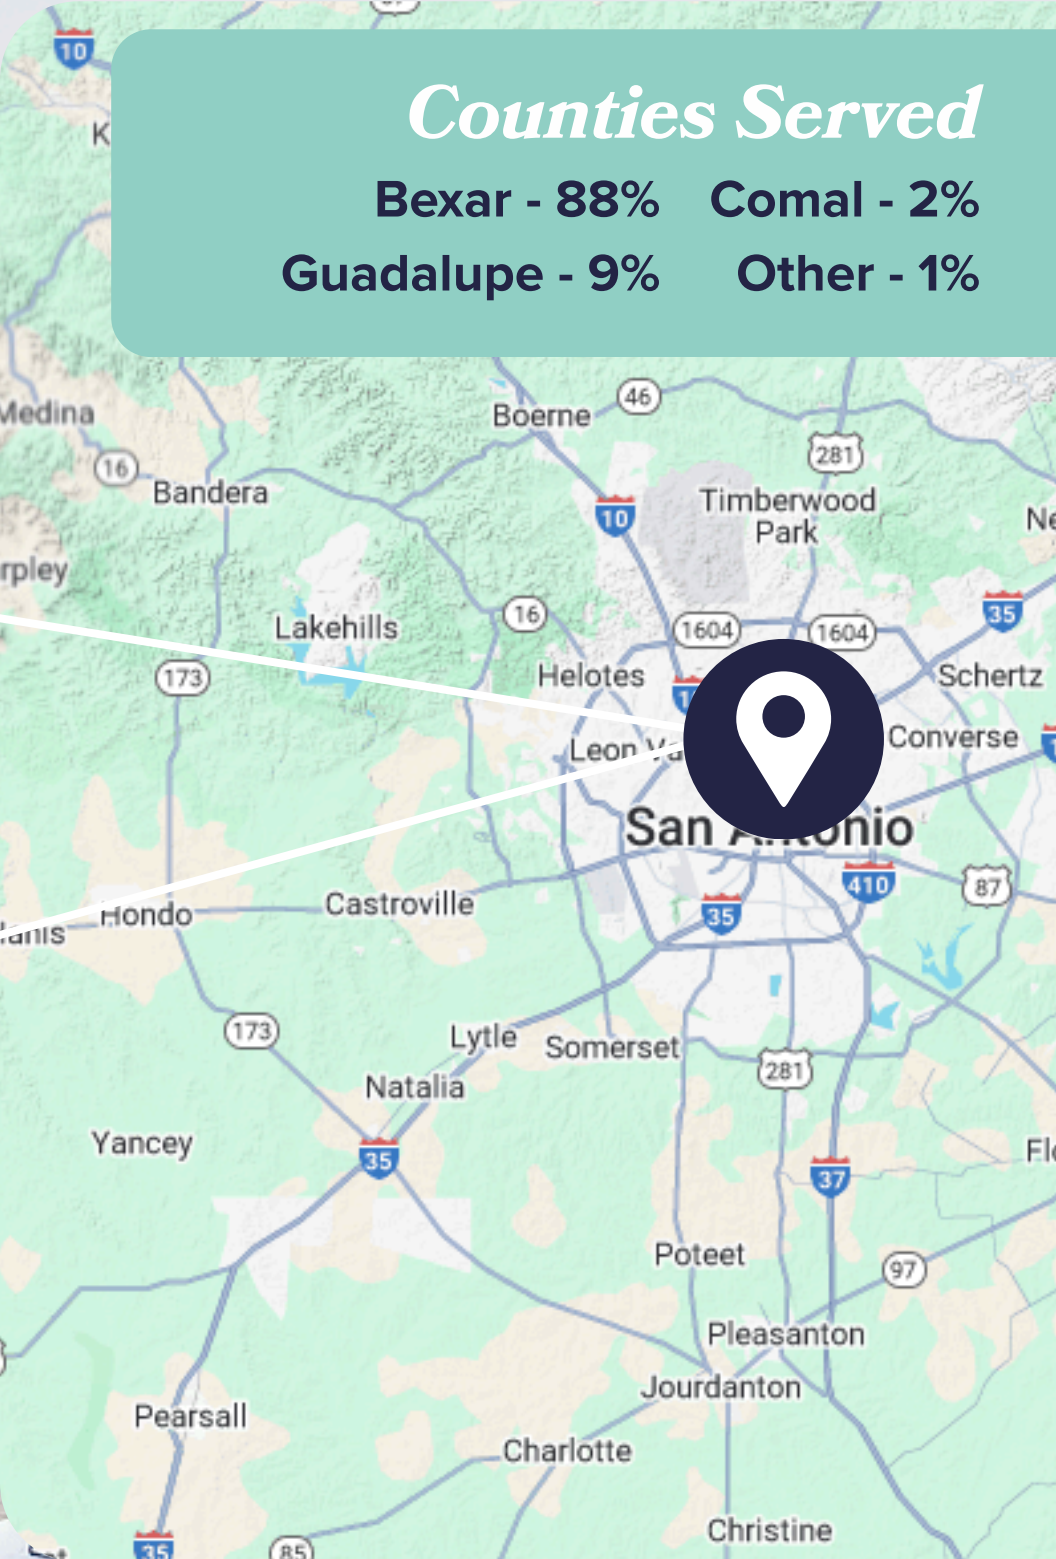 10
Counties Served
Bexar - 88% Comal - 2%
Guadalupe - 9% Other - 1%
Boerne
46
281
Medina
16
Bandera
10
Timberwood
Park
35
16
1604
1604
Lakehills
173
Helotes
Schertz
Leon
Converse
San Antonio
410
87
Castroville
35
Hondo
173
Lytle
Somerset
281
Natalia
Yancey
35
37
Poteet
97
Pleasanton
Jourdanton
Pearsall
Charlotte
Christine
35
85